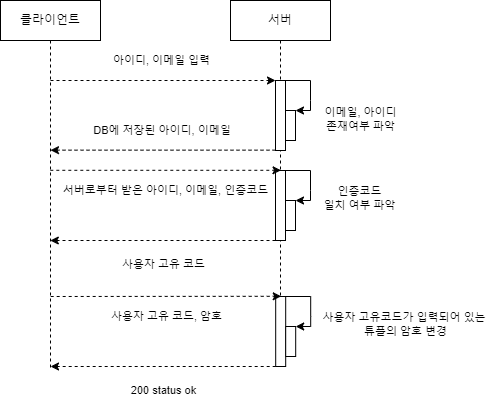 클라이언트
서버
아이디, 이메일 입력
이메일, 아이디
존재여부 파악
DB에 저장된 아이디, 이메일
서버로부터 받은 아이디, 이메일, 인증코드
인증코드
일치 여부 파악
사용자 고유 코드
사용자 고유 코드, 암호
사용자 고유코드가 입력되어 있는
튜플의 암호 변경
200 status ok